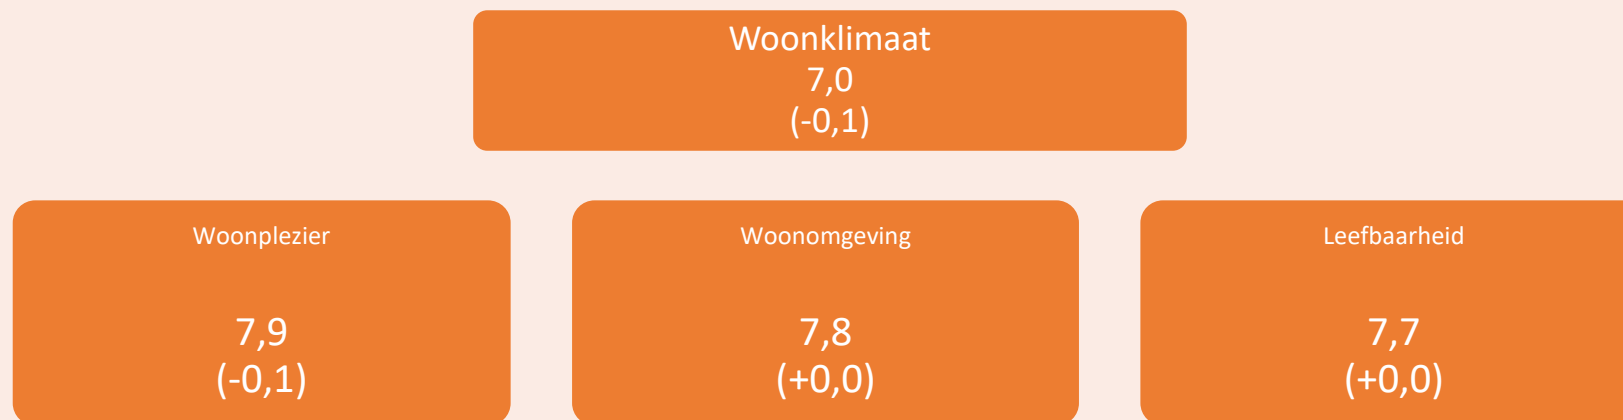 Woonklimaat
7,0
(-0,1)
Woonplezier
7,9
(-0,1)
Woonomgeving
7,8
(+0,0)
Leefbaarheid
7,7
(+0,0)